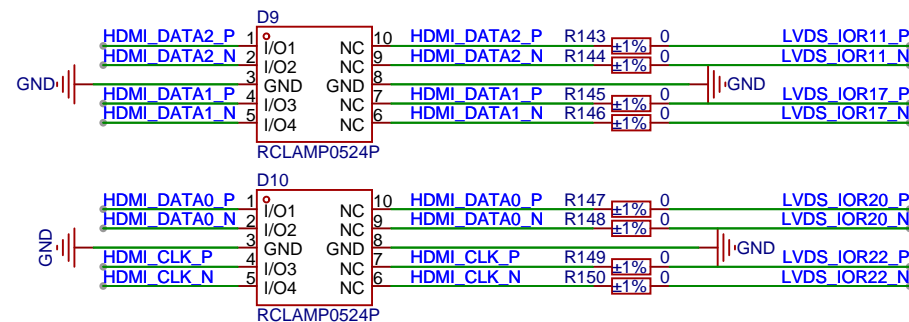 D9
HDMI_DATA2_P 1 I/O1 NC 10 HDMI_DATA2_P R143 ±1% 0 LVDS_IOR11_P
HDMI_DATA2_N 2 I/O2 NC 9 HDMI_DATA2_N R144 ±1% 0 LVDS_IOR11_N
GND 3 GND GND 8 GND
HDMI_DATA1_P 4 I/O3 NC 7 HDMI_DATA1_P R145 ±1% 0 LVDS_IOR17_P
HDMI_DATA1_N 5 I/O4 NC 6 HDMI_DATA1_N R146 ±1% 0 LVDS_IOR17_N
RCLAMP0524P
D10
HDMI_DATA0_P 1 I/O1 NC 10 HDMI_DATA0_P R147 ±1% 0 LVDS_IOR20_P
HDMI_DATA0_N 2 I/O2 NC 9 HDMI_DATA0_N R148 ±1% 0 LVDS_IOR20_N
GND 3 GND GND 8 GND
HDMI_CLK_P 4 I/O3 NC 7 HDMI_CLK_P R149 ±1% 0 LVDS_IOR22_P
HDMI_CLK_N 5 I/O4 NC 6 HDMI_CLK_N R150 ±1% 0 LVDS_IOR22_N
RCLAMP0524P